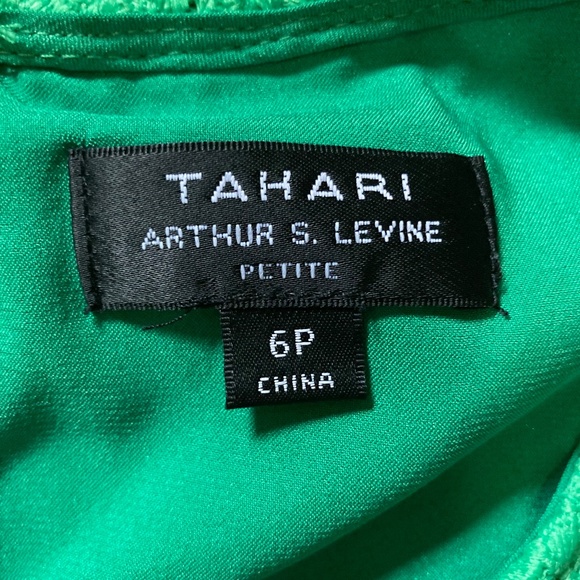 TAHARI
ARTHUR S. LEVINE
PETITE
6P
CHINA